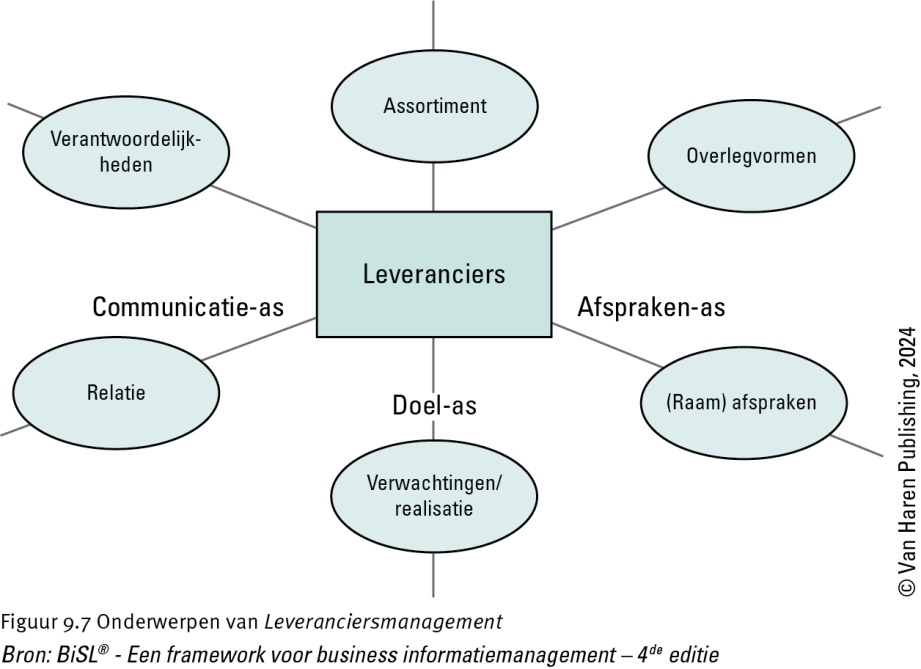 Assortiment
Verantwoordelijk-
heden
Overlegvormen
Leveranciers
Communicatie-as
Afspraken-as
Relatie
Doel-as
(Raam) afspraken
Verwachtingen/
realisatie
© Van Haren Publishing, 2024
Figuur 9.7 Onderwerpen van Leveranciersmanagement
Bron: BiSL® - Een framework voor business informatiemanagement – 4de editie